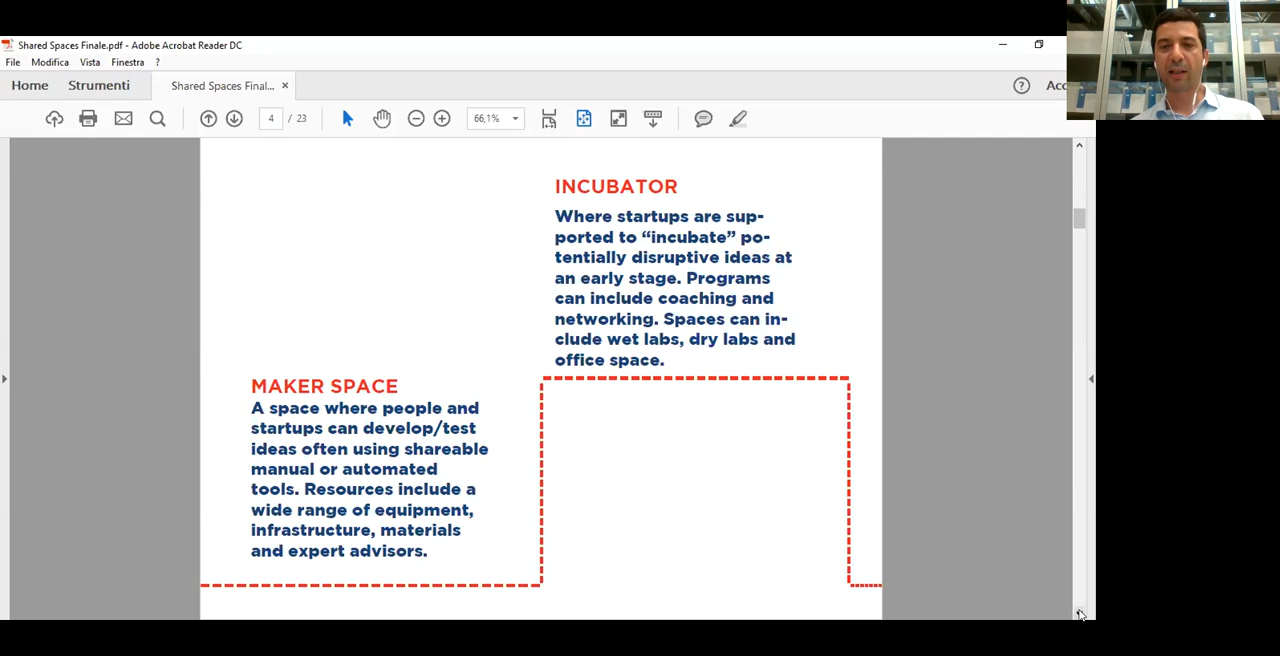 Shared Spaces Finale.pdf - Adobe Acrobat Reader DC
File Modifica Vista Finestra ?
Home Strumenti Shared Spaces Final... ×
? Acc
4 / 23 66,1%
INCUBATOR
Where startups are sup-
ported to “incubate” po-
tentially disruptive ideas at
an early stage. Programs
can include coaching and
networking. Spaces can in-
clude wet labs, dry labs and
office space.
MAKER SPACE
A space where people and
startups can develop/test
ideas often using shareable
manual or automated
tools. Resources include a
wide range of equipment,
infrastructure, materials
and expert advisors.